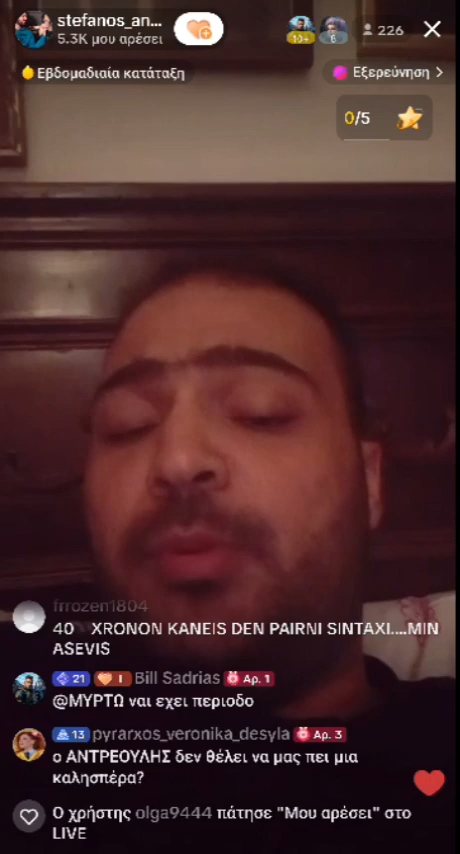 stefanos_an...
5.3K μου αρέσει
10+
6
226
Εβδομαδιαία κατάταξη
Εξερεύνηση >
0/5
frrozen1804
40 XRONON KANEIS DEN PAIRNI SINTAXI....MIN
ASEVIS
21 I Bill Sadrias Αρ. 1
@ΜΥΡΤΩ ναι εχει περιοδο
13 pyrarxos_veronika_desyla Αρ. 3
ο ΑΝΤΡΕΟΥΛΗΣ δεν θέλει να μας πει μια
καλησπέρα?
Ο χρήστης olga9444 πάτησε "Μου αρέσει" στο
LIVE